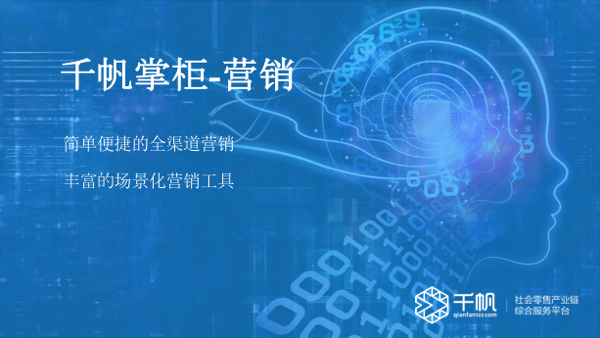 千帆掌柜-营销
简单便捷的全渠道营销
丰富的场景化营销工具
千帆
qianfanus.com
社会零售产业链
综合服务平台